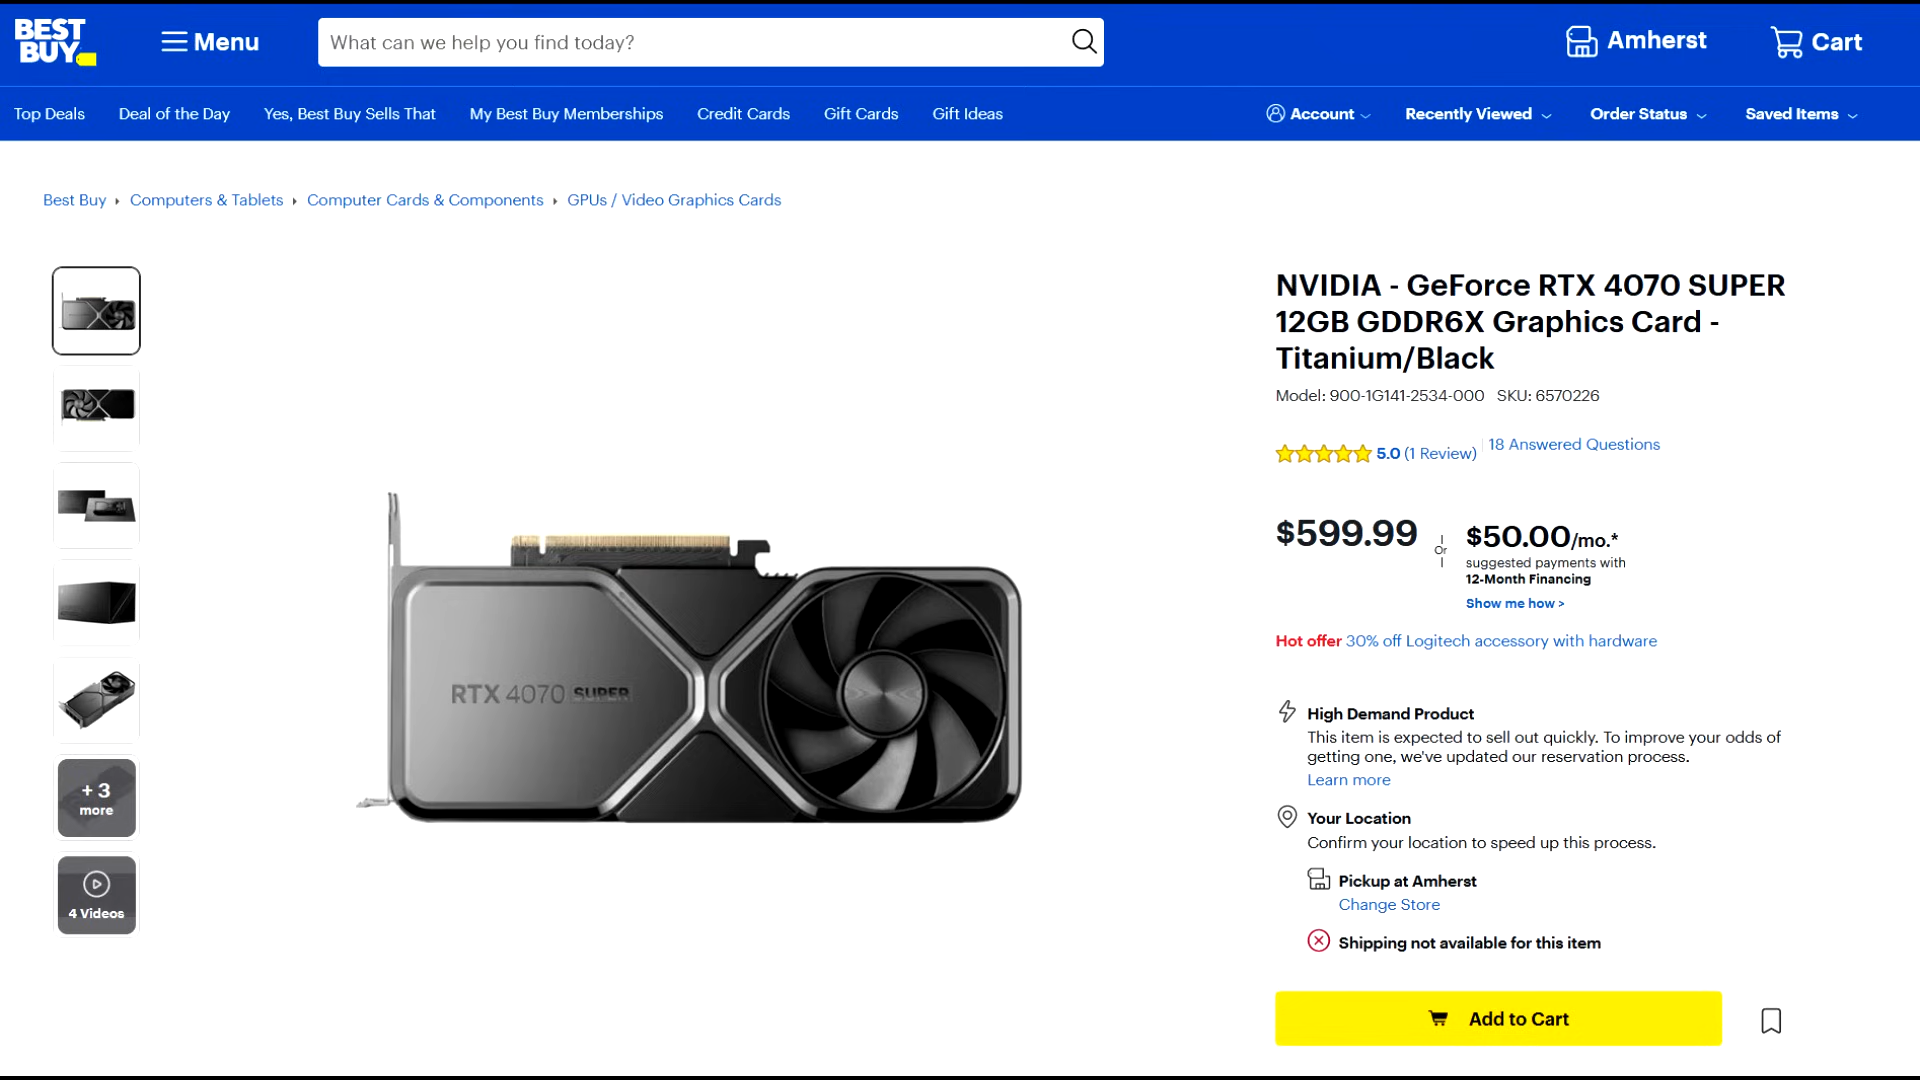 BEST BUY
Menu
What can we help you find today?
Amherst
Cart
Top Deals
Deal of the Day
Yes, Best Buy Sells That
My Best Buy Memberships
Credit Cards
Gift Cards
Gift Ideas
Account
Recently Viewed
Order Status
Saved Items
Best Buy
Computers & Tablets
Computer Cards & Components
GPUs / Video Graphics Cards
+ 3
more
4 Videos
RTX 4070 SUPER
NVIDIA - GeForce RTX 4070 SUPER
12GB GDDR6X Graphics Card -
Titanium/Black
Model: 900-1G141-2534-000 SKU: 6570226
5.0 (1 Review) 18 Answered Questions
$599.99
Or
$50.00/mo.*
suggested payments with
12-Month Financing
Show me how >
Hot offer 30% off Logitech accessory with hardware
High Demand Product
This item is expected to sell out quickly. To improve your odds of
getting one, we've updated our reservation process.
Learn more
Your Location
Confirm your location to speed up this process.
Pickup at Amherst
Change Store
Shipping not available for this item
Add to Cart